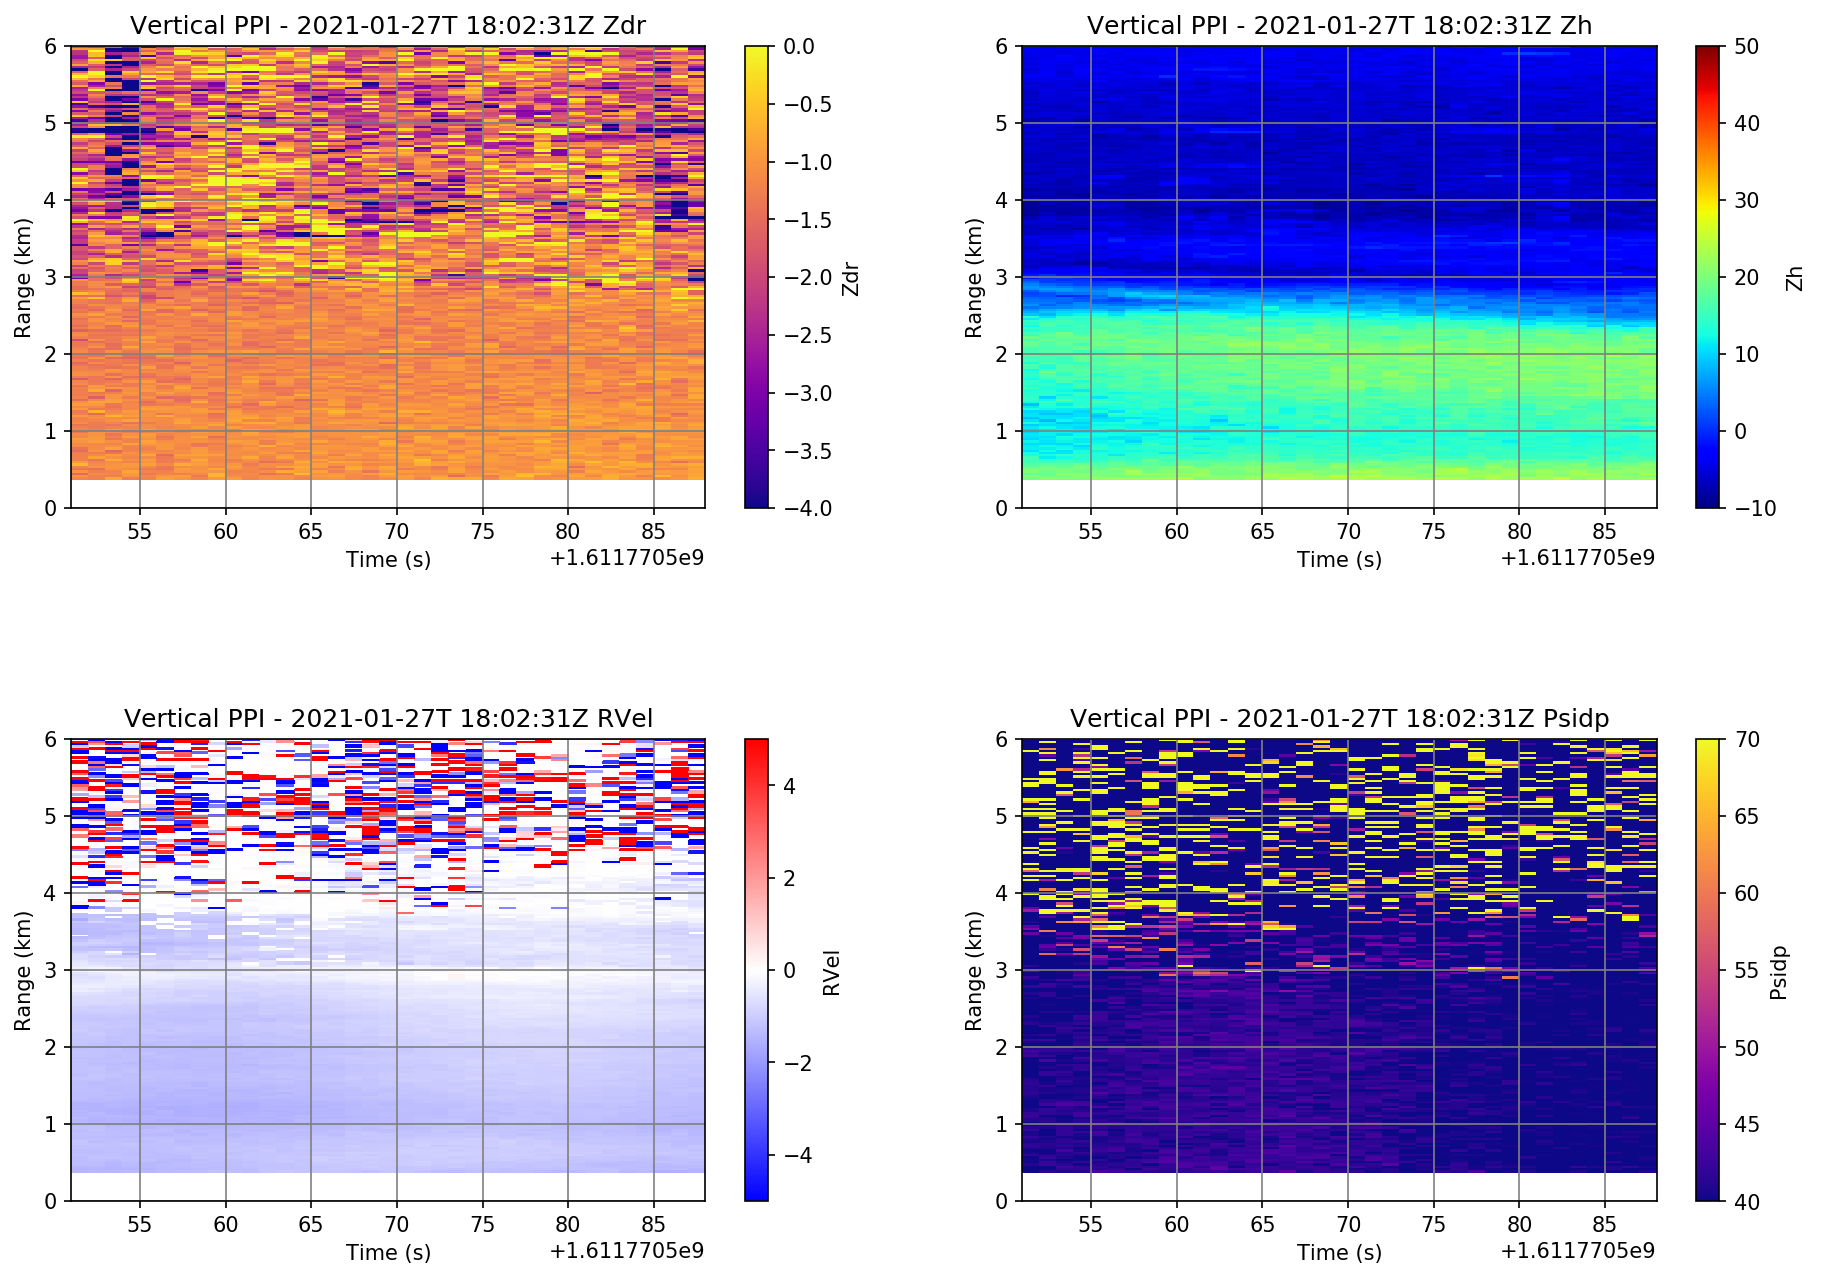 Vertical PPI - 2021-01-27T 18:02:31Z Zdr
6
5
4
3
2
1
0
Range (km)
55 60 65 70 75 80 85
Time (s)
+1.6117705e9
0.0
−0.5
−1.0
−1.5
−2.0
−2.5
−3.0
−3.5
−4.0
Zdr
Vertical PPI - 2021-01-27T 18:02:31Z Zh
6
5
4
3
2
1
0
Range (km)
55 60 65 70 75 80 85
Time (s)
+1.6117705e9
50
40
30
20
10
0
−10
Zh
Vertical PPI - 2021-01-27T 18:02:31Z RVel
6
5
4
3
2
1
0
Range (km)
55 60 65 70 75 80 85
Time (s)
+1.6117705e9
4
2
0
−2
−4
RVel
Vertical PPI - 2021-01-27T 18:02:31Z Psidp
6
5
4
3
2
1
0
Range (km)
55 60 65 70 75 80 85
Time (s)
+1.6117705e9
70
65
60
55
50
45
40
Psidp